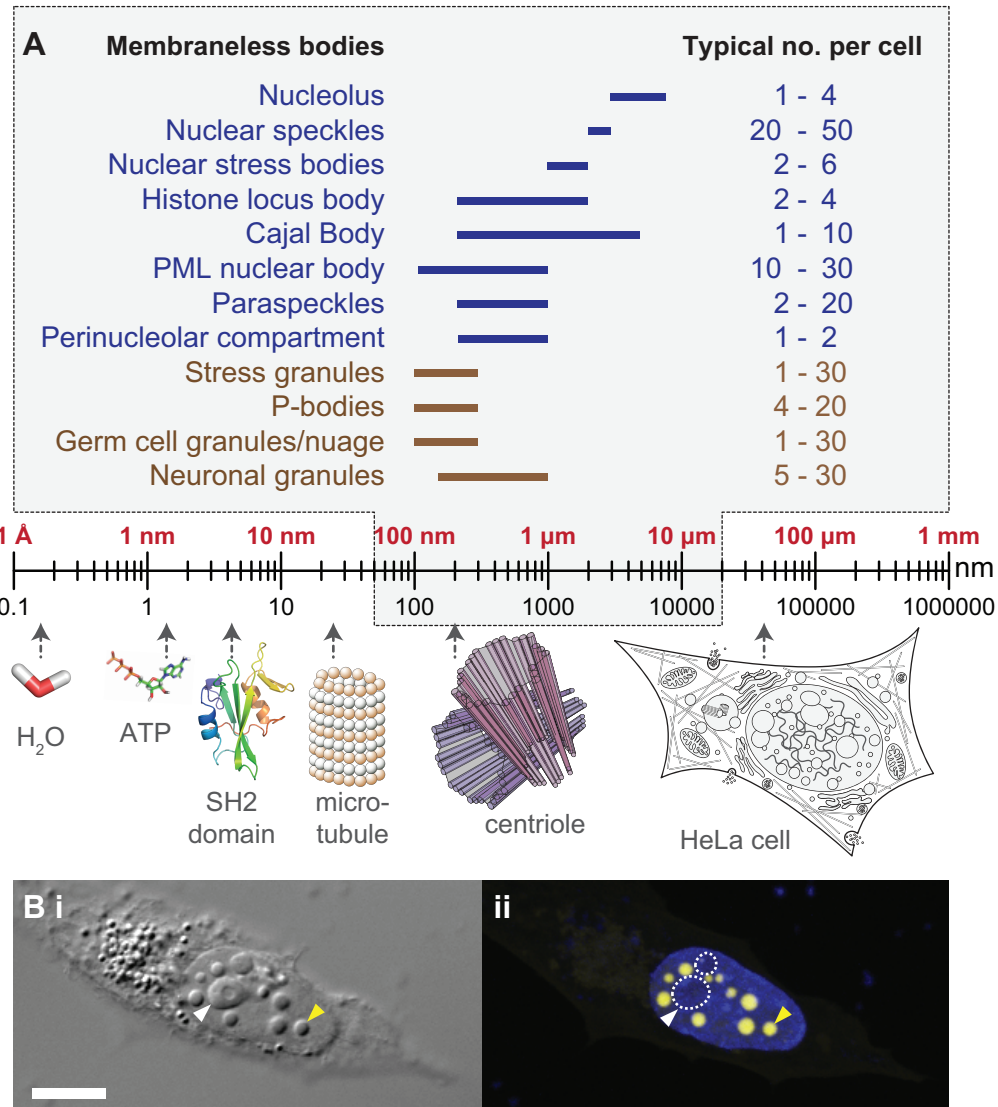 A Membraneless bodies Typical no. per cell
Nucleolus 1 - 4
Nuclear speckles 20 - 50
Nuclear stress bodies 2 - 6
Histone locus body 2 - 4
Cajal Body 1 - 10
PML nuclear body 10 - 30
Paraspeckles 2 - 20
Perinucleolar compartment 1 - 2
Stress granules 1 - 30
P-bodies 4 - 20
Germ cell granules/nuage 1 - 30
Neuronal granules 5 - 30
1 Å 1 nm 10 nm 100 nm 1 µm 10 µm 100 µm 1 mm
nm
0.1 1 10 100 1000 10000 100000 1000000
H₂O
ATP
SH2
domain
micro-
tubule
centriole
HeLa cell
B i
ii